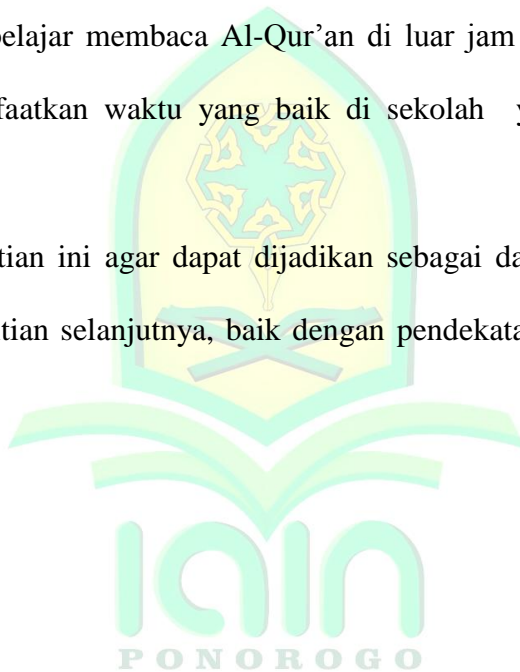 belajar membaca Al-Qur’an di luar jam
faatkan waktu yang baik di sekolah
tian ini agar dapat dijadikan sebagai da
itian selanjutnya, baik dengan pendekata
IAIN
PONOROGO